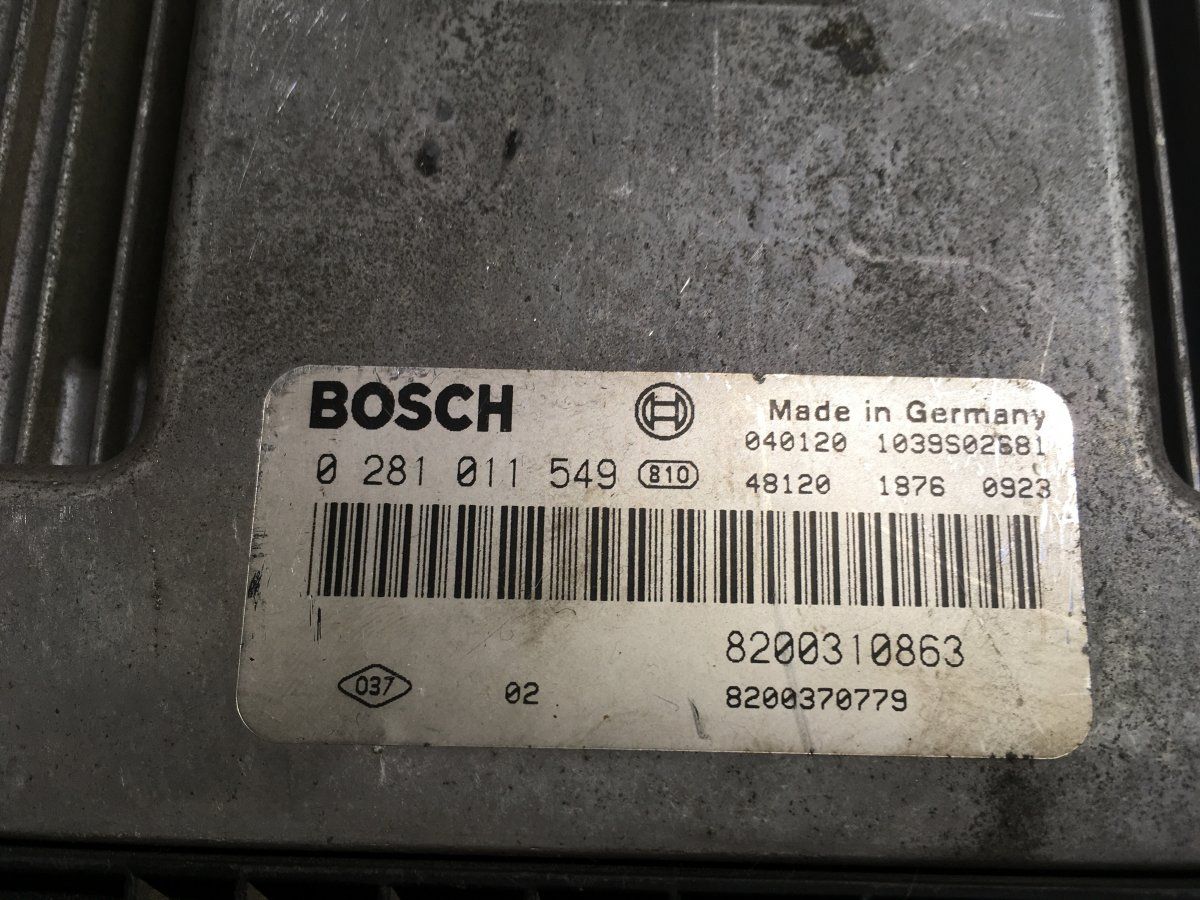 BOSCH
Made in Germany
040120 1039S02681
0 281 011 549 810
48120 1876 0923
8200310863
037 02 8200370779